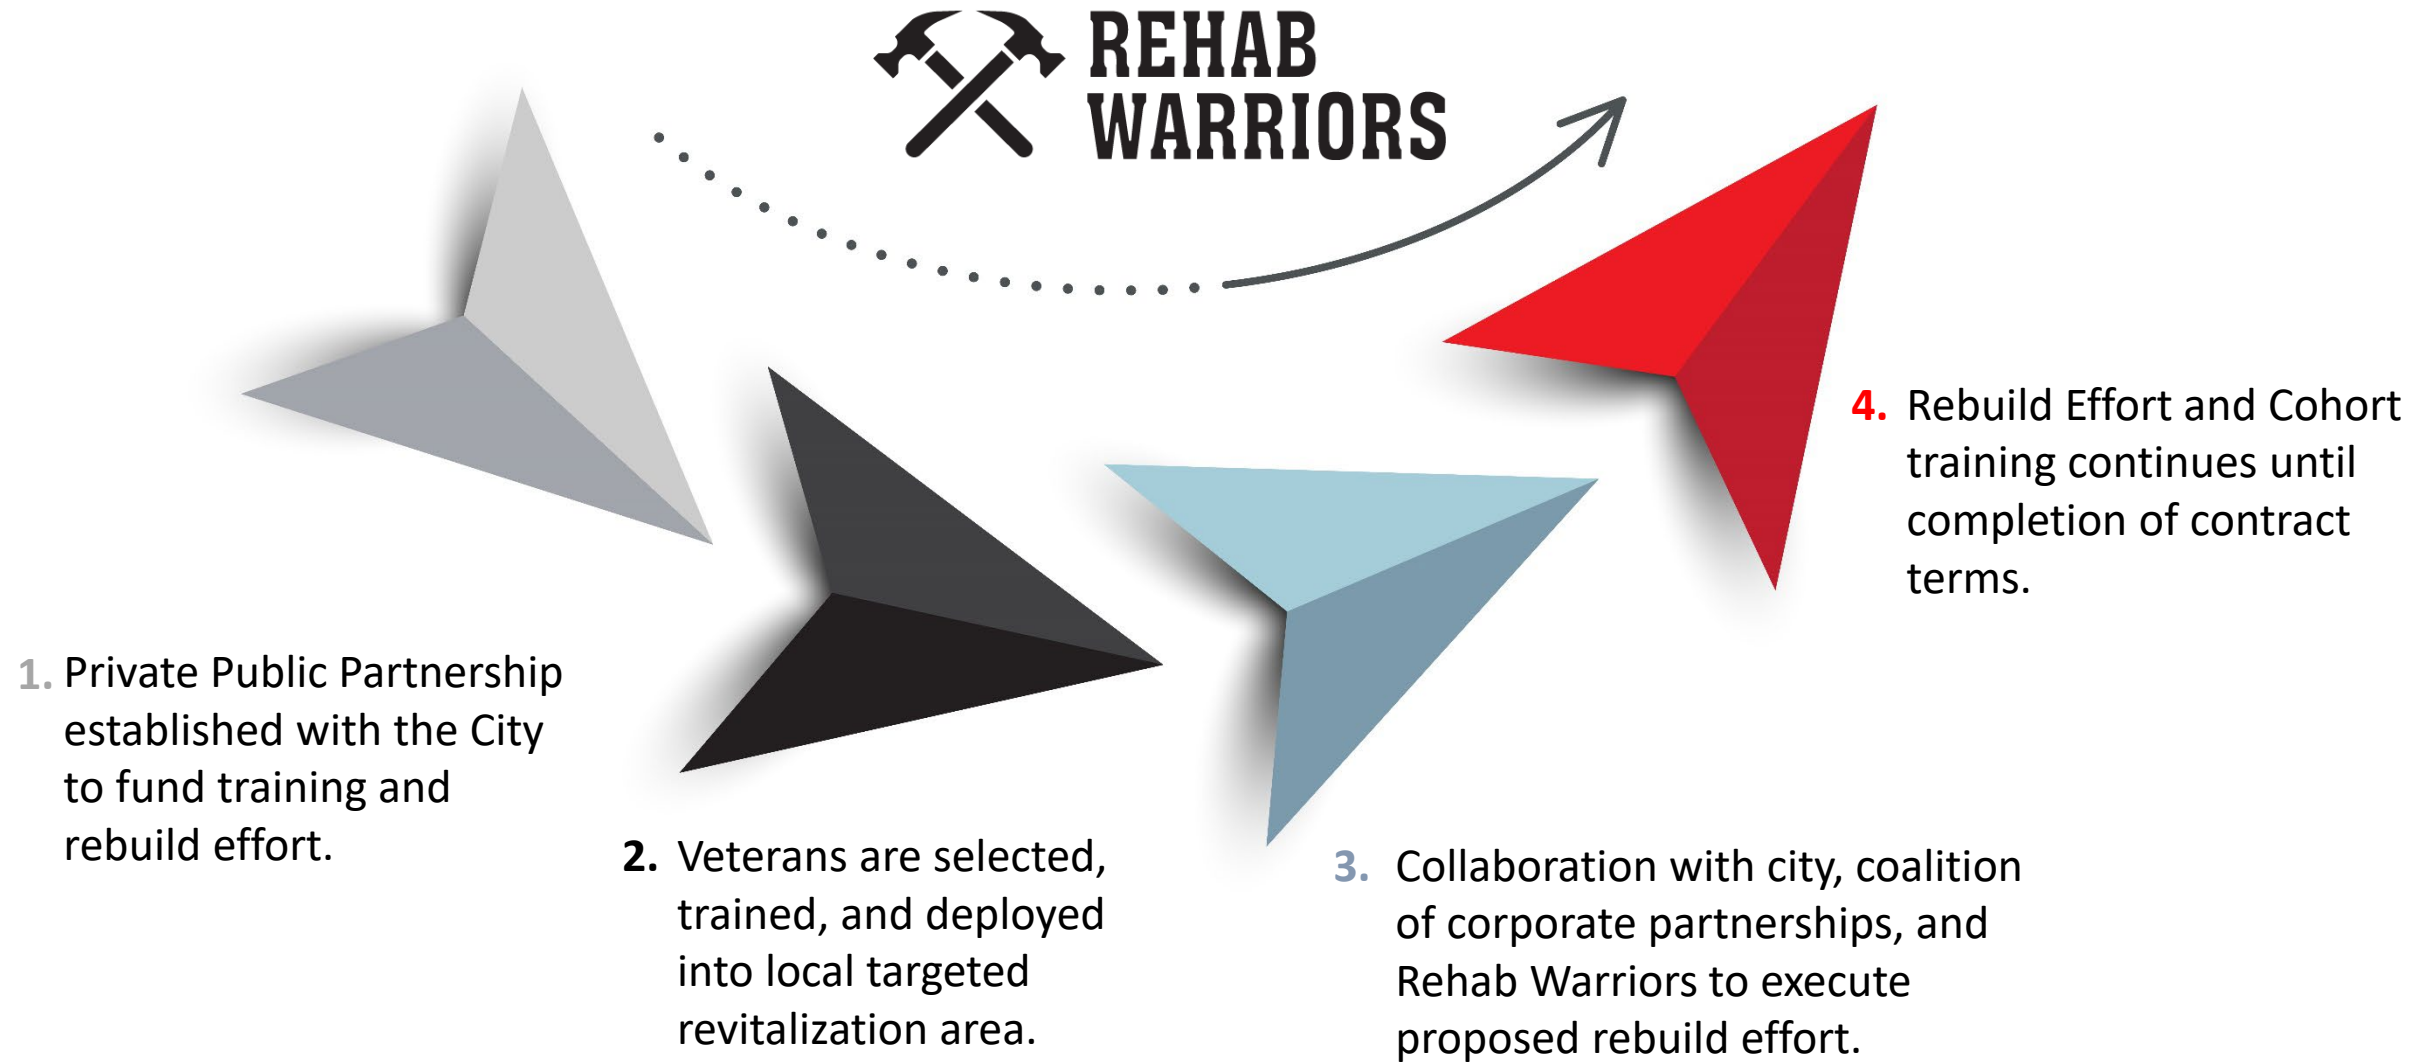 REHAB
WARRIORS
1. Private Public Partnership
established with the City
to fund training and
rebuild effort.
2. Veterans are selected,
trained, and deployed
into local targeted
revitalization area.
3. Collaboration with city, coalition
of corporate partnerships, and
Rehab Warriors to execute
proposed rebuild effort.
4. Rebuild Effort and Cohort
training continues until
completion of contract
terms.